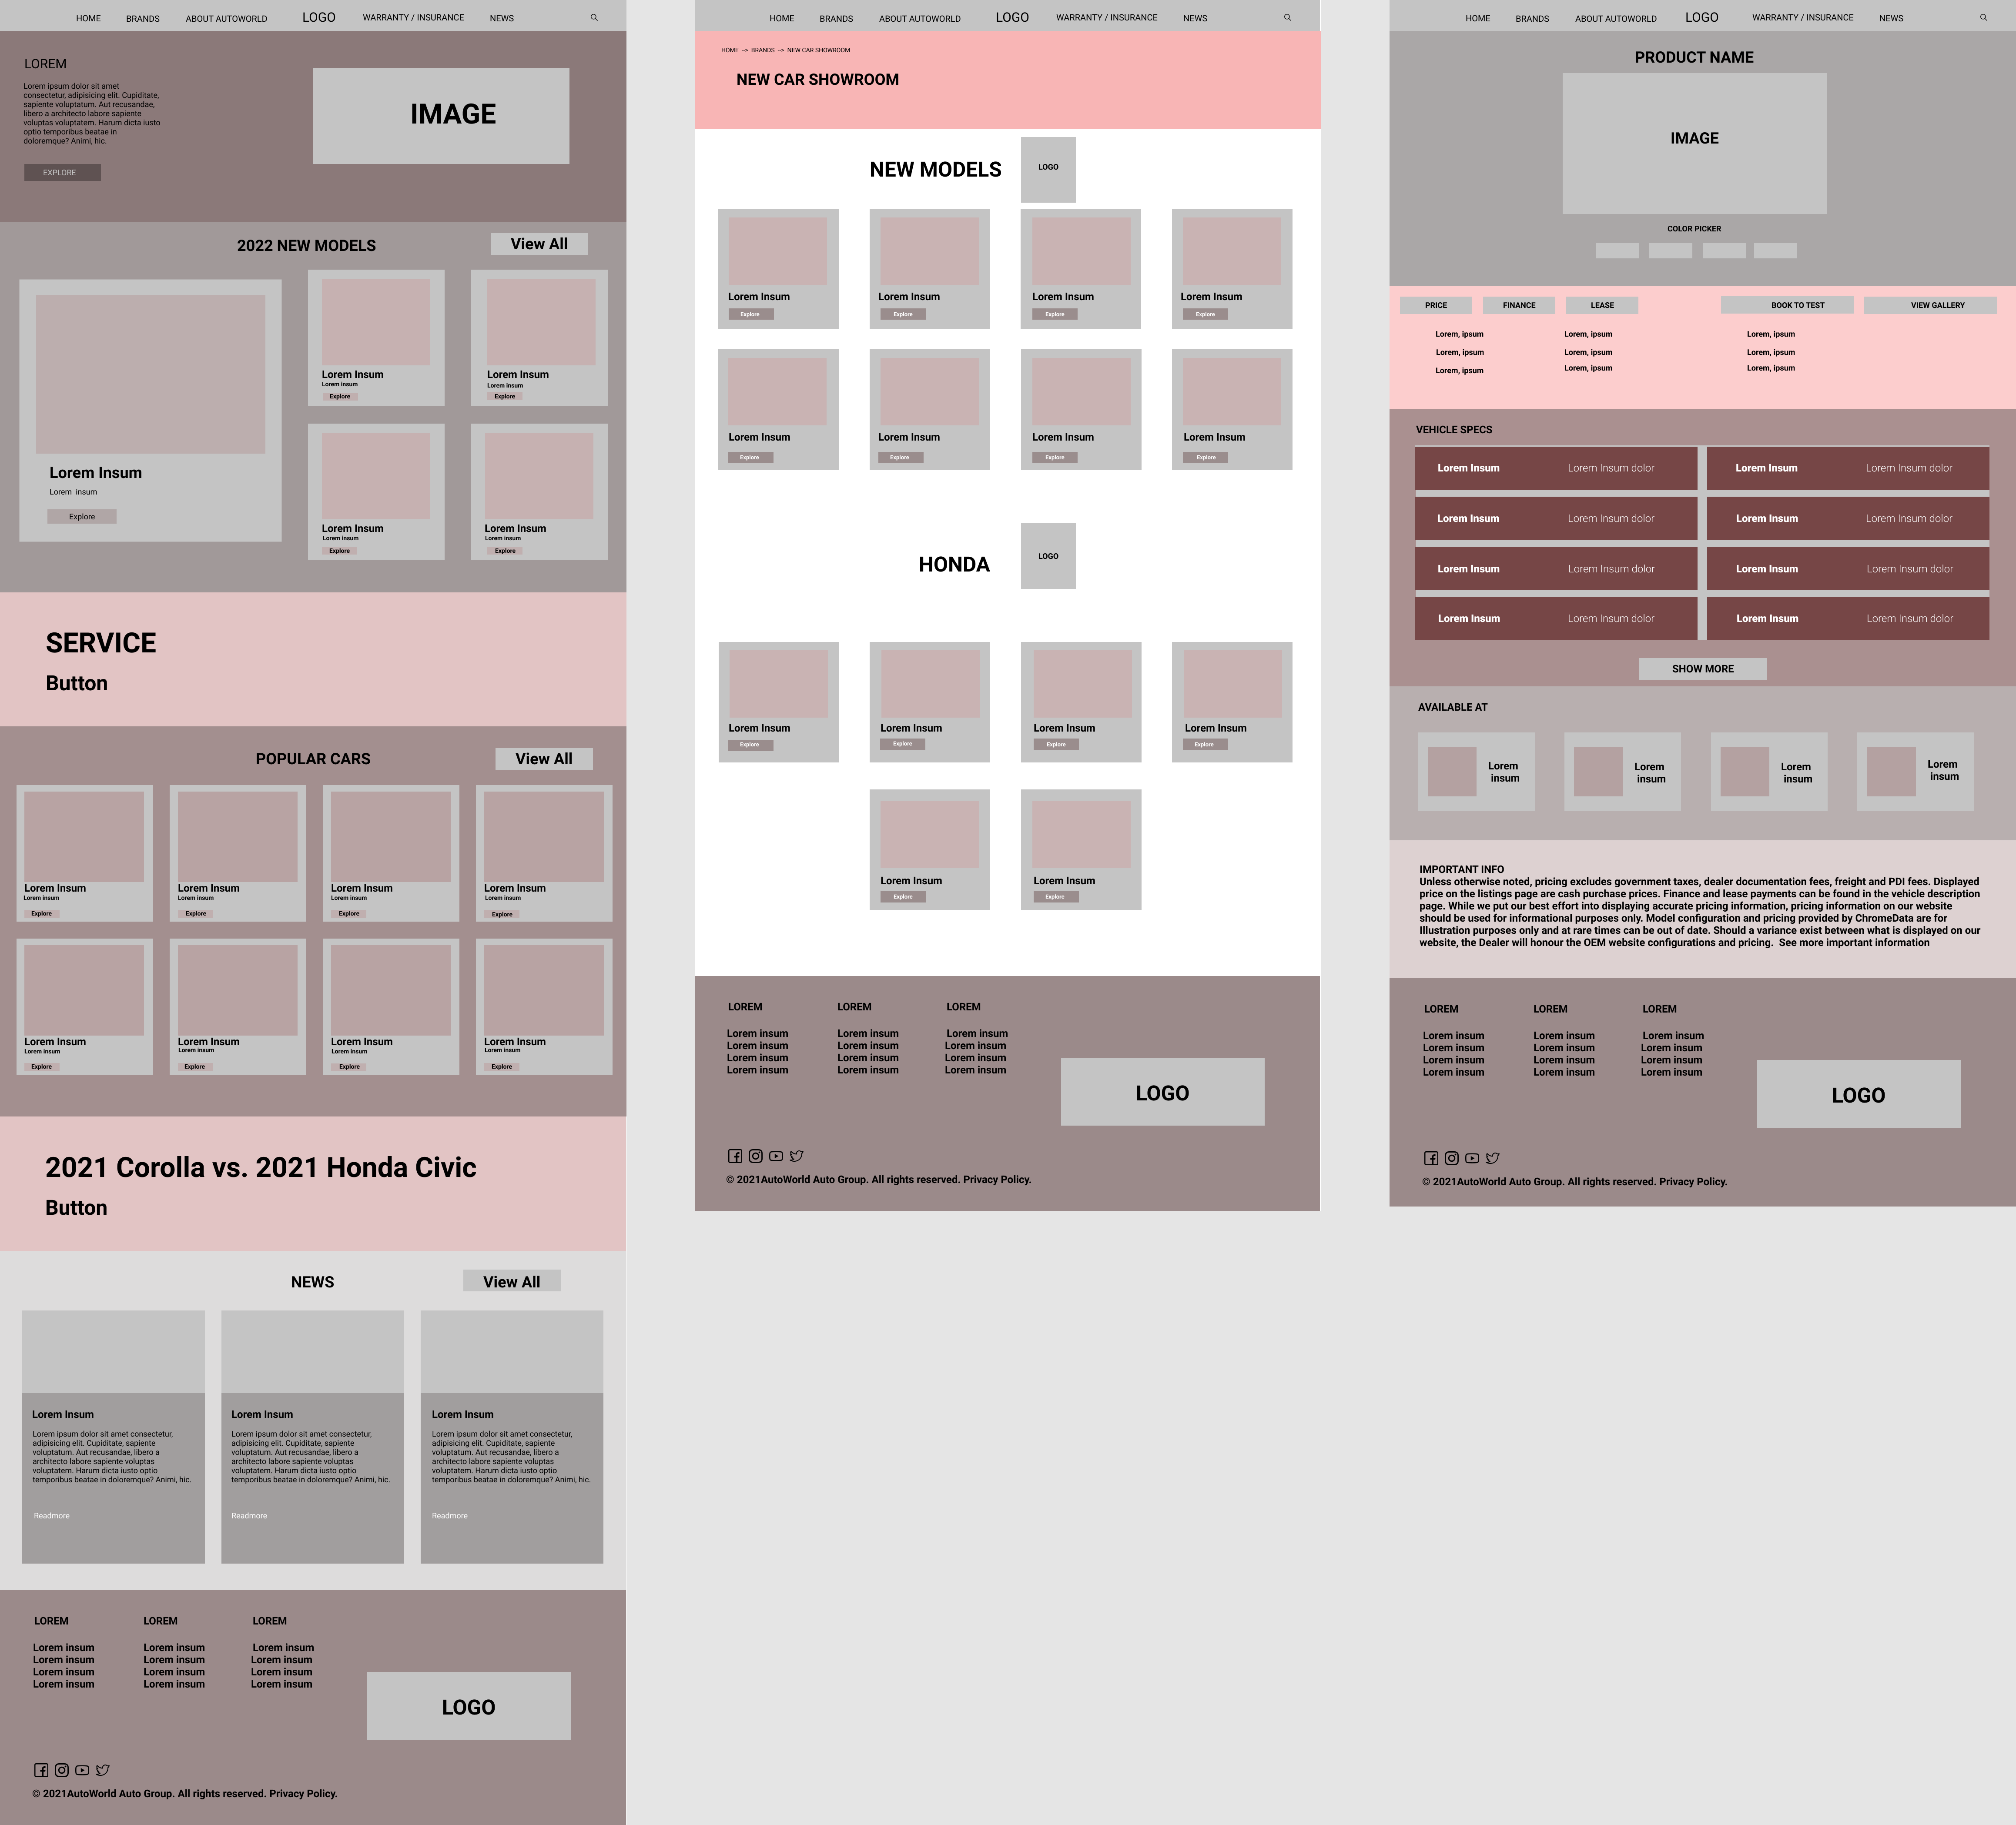 HOME BRANDS ABOUT AUTOWORLD LOGO WARRANTY / INSURANCE NEWS
LOREM
Lorem ipsum dolor sit amet
consectetur, adipisicing elit. Cupiditate,
sapiente voluptatum. Aut recusandae,
libero a architecto labore sapiente
voluptas voluptatem. Harum dicta iusto
optio temporibus beatae in
doloremque? Animi, hic.
EXPLORE
IMAGE
2022 NEW MODELS
View All
Lorem Insum
Lorem insum
Explore
Lorem Insum
Lorem insum
Explore
Lorem Insum
Lorem insum
Explore
Lorem Insum
Lorem insum
Explore
Lorem Insum
Lorem insum
Explore
SERVICE
Button
POPULAR CARS
View All
Lorem Insum
Lorem insum
Explore
Lorem Insum
Lorem insum
Explore
Lorem Insum
Lorem insum
Explore
Lorem Insum
Lorem insum
Explore
Lorem Insum
Lorem insum
Explore
Lorem Insum
Lorem insum
Explore
Lorem Insum
Lorem insum
Explore
Lorem Insum
Lorem insum
Explore
2021 Corolla vs. 2021 Honda Civic
Button
NEWS
View All
Lorem Insum
Lorem ipsum dolor sit amet consectetur,
adipisicing elit. Cupiditate, sapiente
voluptatum. Aut recusandae, libero a
architecto labore sapiente voluptas
voluptatem. Harum dicta iusto optio
temporibus beatae in doloremque? Animi, hic.
Readmore
Lorem Insum
Lorem ipsum dolor sit amet consectetur,
adipisicing elit. Cupiditate, sapiente
voluptatum. Aut recusandae, libero a
architecto labore sapiente voluptas
voluptatem. Harum dicta iusto optio
temporibus beatae in doloremque? Animi, hic.
Readmore
Lorem Insum
Lorem ipsum dolor sit amet consectetur,
adipisicing elit. Cupiditate, sapiente
voluptatum. Aut recusandae, libero a
architecto labore sapiente voluptas
voluptatem. Harum dicta iusto optio
temporibus beatae in doloremque? Animi, hic.
Readmore
LOREM
Lorem insum
Lorem insum
Lorem insum
Lorem insum
LOREM
Lorem insum
Lorem insum
Lorem insum
Lorem insum
LOREM
Lorem insum
Lorem insum
Lorem insum
Lorem insum
LOGO
© 2021AutoWorld Auto Group. All rights reserved. Privacy Policy.
HOME BRANDS ABOUT AUTOWORLD LOGO WARRANTY / INSURANCE NEWS
HOME --> BRANDS --> NEW CAR SHOWROOM
NEW CAR SHOWROOM
NEW MODELS
LOGO
Lorem Insum
Explore
Lorem Insum
Explore
Lorem Insum
Explore
Lorem Insum
Explore
Lorem Insum
Explore
Lorem Insum
Explore
Lorem Insum
Explore
Lorem Insum
Explore
HONDA
LOGO
Lorem Insum
Explore
Lorem Insum
Explore
Lorem Insum
Explore
Lorem Insum
Explore
Lorem Insum
Explore
Lorem Insum
Explore
LOREM
Lorem insum
Lorem insum
Lorem insum
Lorem insum
LOREM
Lorem insum
Lorem insum
Lorem insum
Lorem insum
LOREM
Lorem insum
Lorem insum
Lorem insum
Lorem insum
LOGO
© 2021AutoWorld Auto Group. All rights reserved. Privacy Policy.
HOME BRANDS ABOUT AUTOWORLD LOGO WARRANTY / INSURANCE NEWS
PRODUCT NAME
IMAGE
COLOR PICKER
PRICE FINANCE LEASE BOOK TO TEST VIEW GALLERY
Lorem, ipsum Lorem, ipsum Lorem, ipsum
Lorem, ipsum Lorem, ipsum Lorem, ipsum
Lorem, ipsum Lorem, ipsum Lorem, ipsum
VEHICLE SPECS
Lorem Insum Lorem Insum dolor Lorem Insum Lorem Insum dolor
Lorem Insum Lorem Insum dolor Lorem Insum Lorem Insum dolor
Lorem Insum Lorem Insum dolor Lorem Insum Lorem Insum dolor
Lorem Insum Lorem Insum dolor Lorem Insum Lorem Insum dolor
SHOW MORE
AVAILABLE AT
Lorem
insum
Lorem
insum
Lorem
insum
Lorem
insum
IMPORTANT INFO
Unless otherwise noted, pricing excludes government taxes, dealer documentation fees, freight and PDI fees. Displayed
price on the listings page are cash purchase prices. Finance and lease payments can be found in the vehicle description
page. While we put our best effort into displaying accurate pricing information, pricing information on our website
should be used for informational purposes only. Model configuration and pricing provided by ChromeData are for
Illustration purposes only and at rare times can be out of date. Should a variance exist between what is displayed on our
website, the Dealer will honour the OEM website configurations and pricing. See more important information
LOREM
Lorem insum
Lorem insum
Lorem insum
Lorem insum
LOREM
Lorem insum
Lorem insum
Lorem insum
Lorem insum
LOREM
Lorem insum
Lorem insum
Lorem insum
Lorem insum
LOGO
© 2021AutoWorld Auto Group. All rights reserved. Privacy Policy.